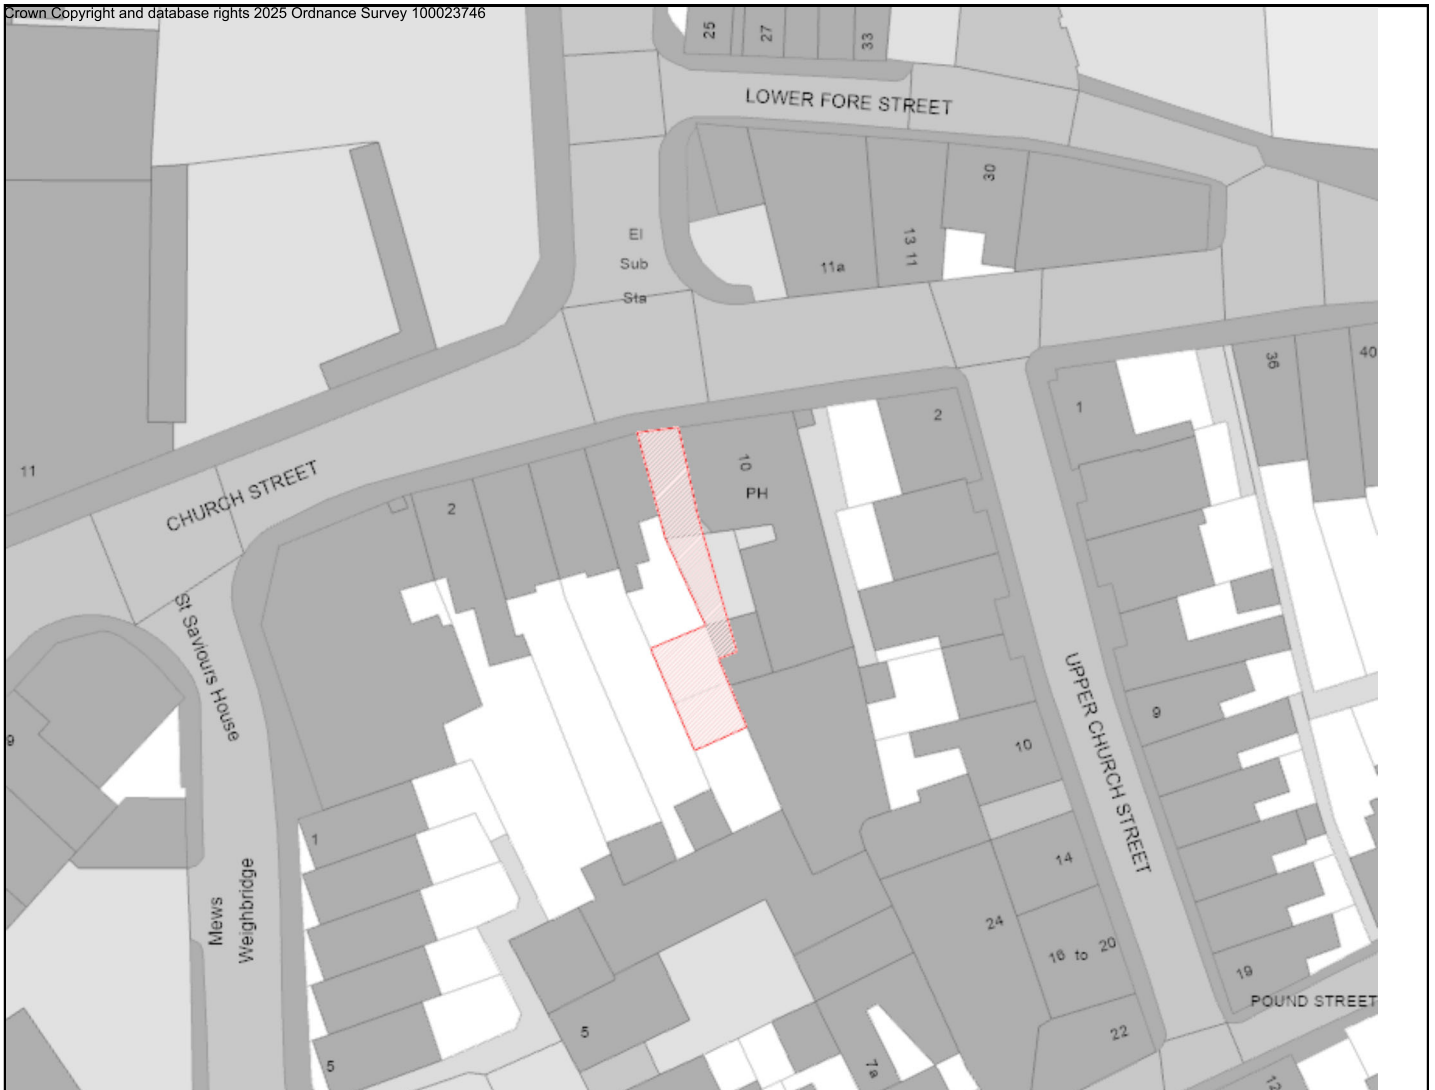 Crown Copyright and database rights 2025 Ordnance Survey 100023746
25
27
33
LOWER FORE STREET
30
El
Sub
Sta
13 11
11a
36
40
1
2
10
PH
11
CHURCH STREET
2
St Saviours House
9
UPPER CHURCH STREET
9
10
1
14
Mews
Weighbridge
24
16 to 20
19
POUND STREET
5
22
5
7a
12